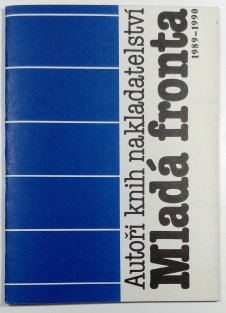 Autoři knih nakladatelství
Mladá fronta
1989–1990